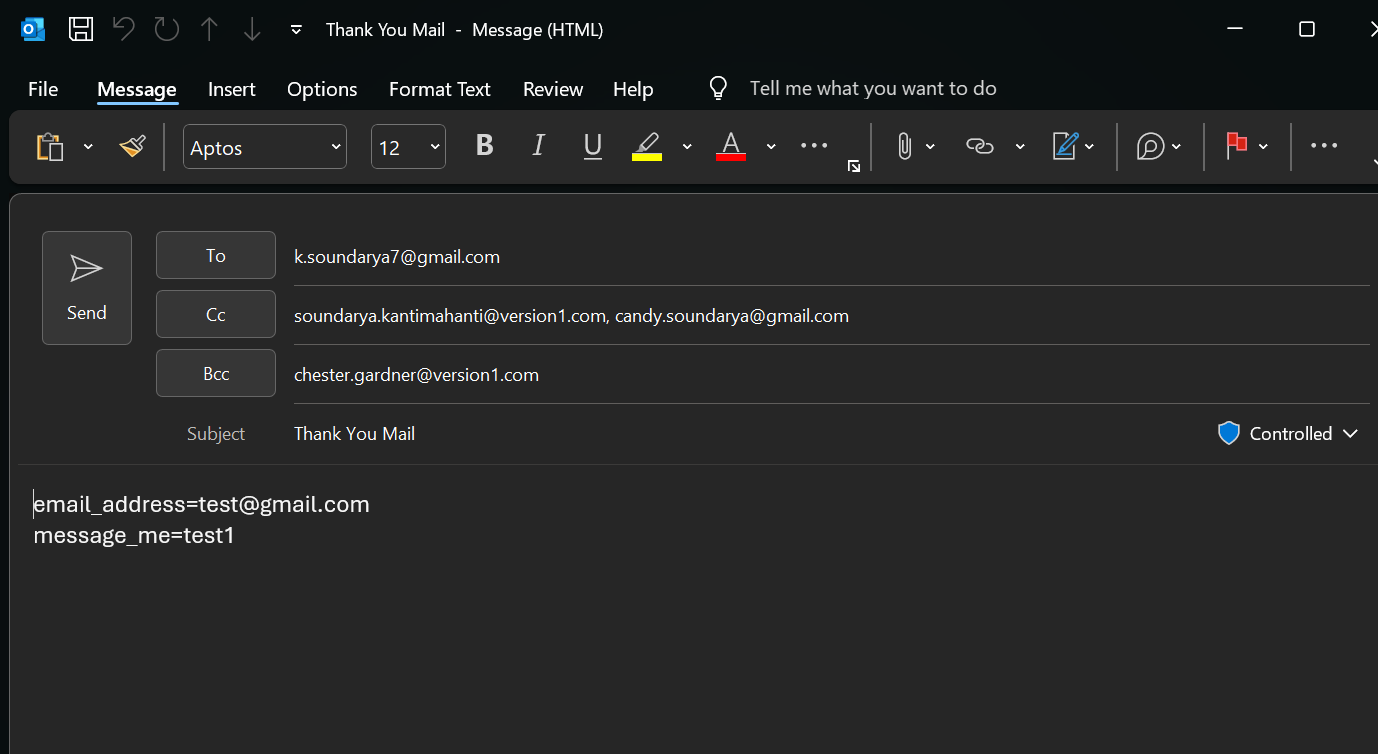 Thank You Mail - Message (HTML)
File Message Insert Options Format Text Review Help Tell me what you want to do
Aptos 12 B I U A
To k.soundarya7@gmail.com
Send
Cc soundarya.kantimahanti@version1.com, candy.soundarya@gmail.com
Bcc chester.gardner@version1.com
Subject Thank You Mail Controlled
email_address=test@gmail.com
message_me=test1